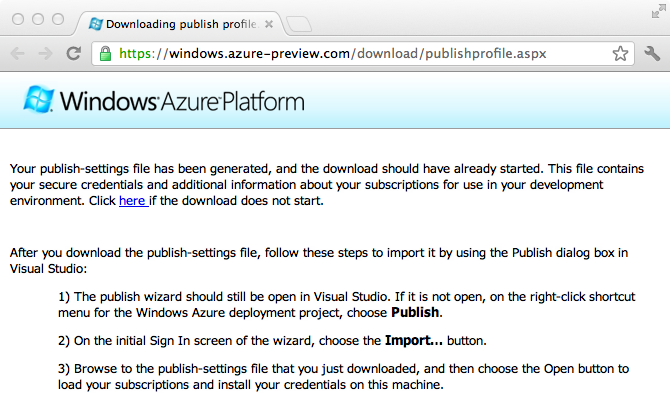 Downloading publish profile
https://windows.azure-preview.com/download/publishprofile.aspx
Windows Azure Platform
Your publish-settings file has been generated, and the download should have already started. This file contains
your secure credentials and additional information about your subscriptions for use in your development
environment. Click here if the download does not start.
After you download the publish-settings file, follow these steps to import it by using the Publish dialog box in
Visual Studio:
1) The publish wizard should still be open in Visual Studio. If it is not open, on the right-click shortcut
menu for the Windows Azure deployment project, choose Publish.
2) On the initial Sign In screen of the wizard, choose the Import... button.
3) Browse to the publish-settings file that you just downloaded, and then choose the Open button to
load your subscriptions and install your credentials on this machine.